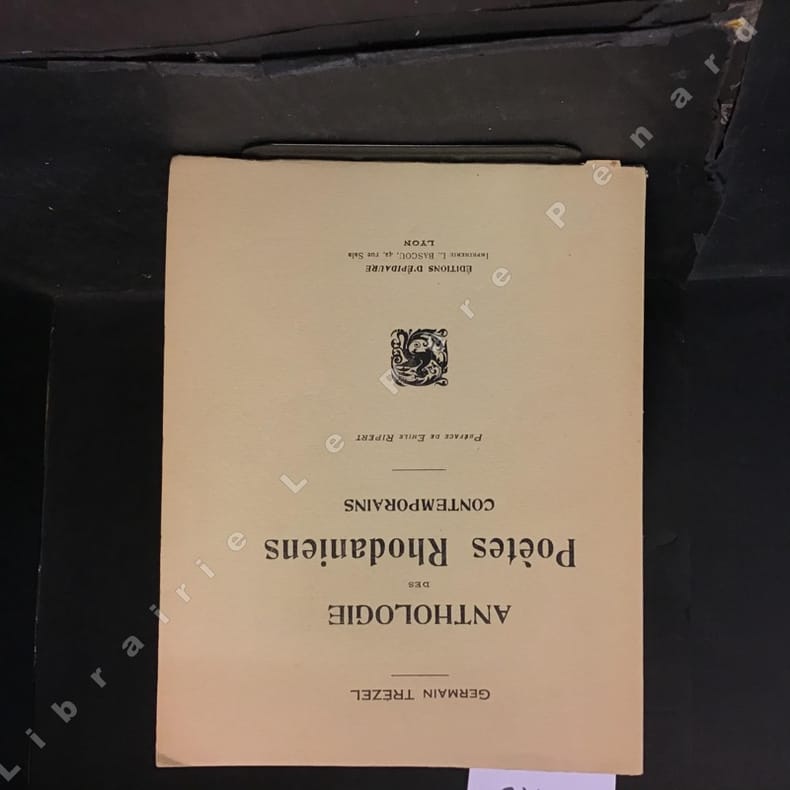 GERMAIN TRÉZEL
ANTHOLOGIE
DES
Poètes Rhodaniens
CONTEMPORAINS
PRÉFACE DE EMILE RIPERT
ÉDITIONS D'ÉPIDAURE
IMPRIMERIE L. BASCOU, 42, rue Sala
LYON
Librairie Le Père Penard